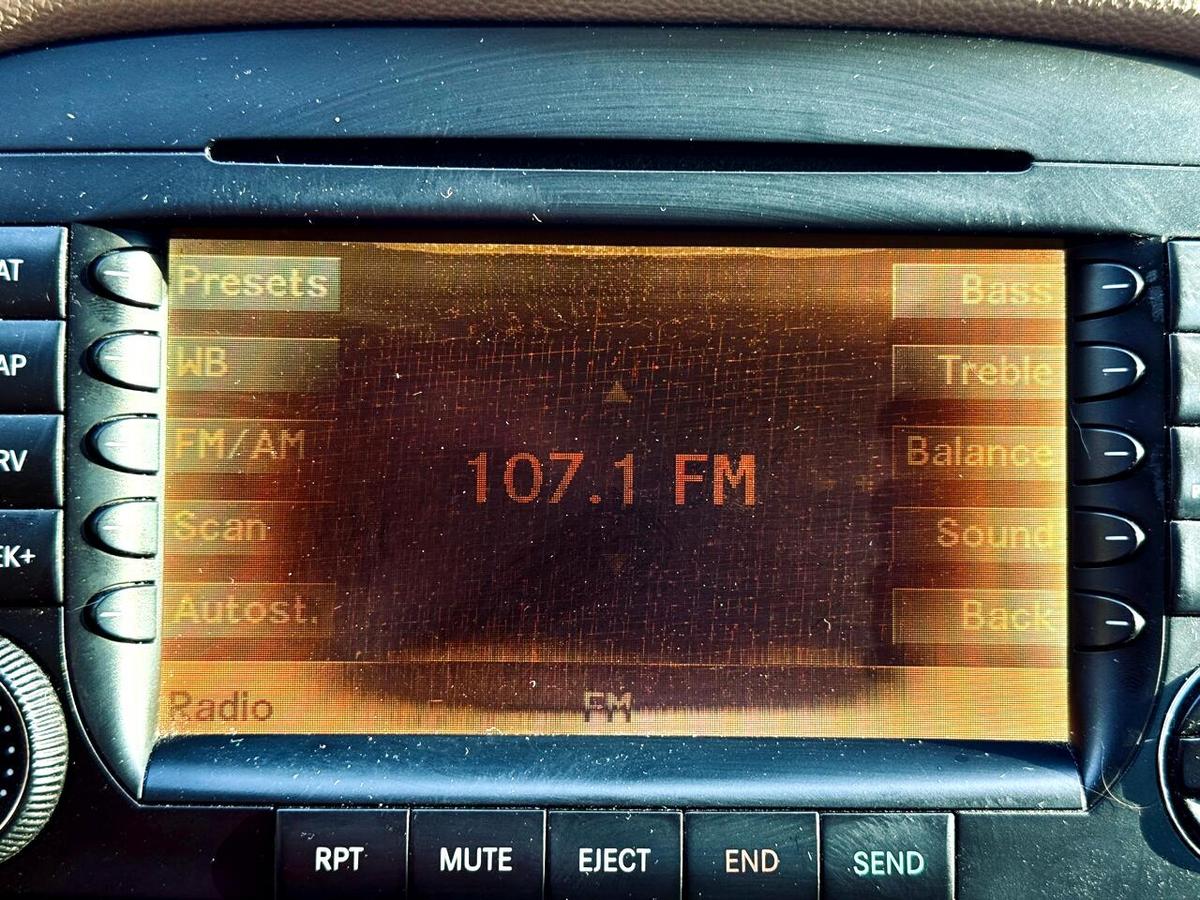 AT
Presets
Bass
AP
WB
Treble
RV
FM/AM
Balance
107.1 FM
EK+
Scan
Sound
Autost.
Back
Radio
FM
RPT
MUTE
EJECT
END
SEND